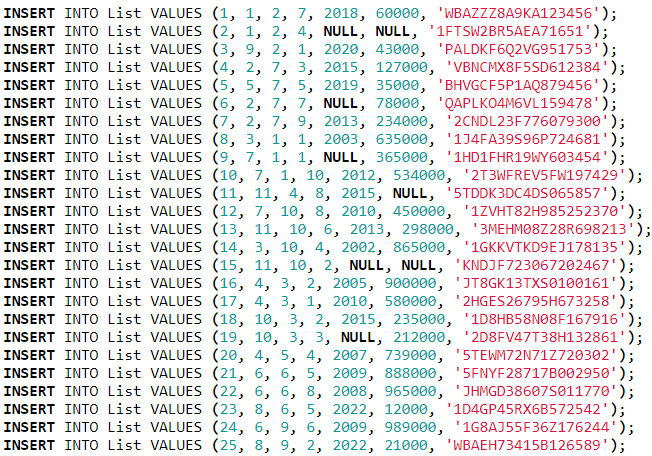 INSERT INTO List VALUES (1, 1, 2, 7, 2018, 60000, 'WBAZZZ8A9KA123456');
INSERT INTO List VALUES (2, 1, 2, 4, NULL, NULL, '1FTSW2BR5AEA71651');
INSERT INTO List VALUES (3, 9, 2, 1, 2020, 43000, 'PALDKF6Q2VG951753');
INSERT INTO List VALUES (4, 2, 7, 3, 2015, 127000, 'VBNCMX8F5SD612384');
INSERT INTO List VALUES (5, 5, 7, 5, 2019, 35000, 'BHVGCF5P1AQ879456');
INSERT INTO List VALUES (6, 2, 7, 7, NULL, 78000, 'QAPLKO4M6VL159478');
INSERT INTO List VALUES (7, 2, 7, 9, 2013, 234000, '2CNDL23F776079300');
INSERT INTO List VALUES (8, 3, 1, 1, 2003, 635000, '1J4FA39S96P724681');
INSERT INTO List VALUES (9, 7, 1, 1, NULL, 365000, '1HD1FHR19WY603454');
INSERT INTO List VALUES (10, 7, 1, 10, 2012, 534000, '2T3WFREV5FW197429');
INSERT INTO List VALUES (11, 11, 4, 8, 2015, NULL, '5TDDK3DC4DS065857');
INSERT INTO List VALUES (12, 7, 10, 8, 2010, 450000, '1ZVHT82H985252370');
INSERT INTO List VALUES (13, 11, 10, 6, 2013, 298000, '3MEHM08Z28R698213');
INSERT INTO List VALUES (14, 3, 10, 4, 2002, 865000, '1GKKVTKD9EJ178135');
INSERT INTO List VALUES (15, 11, 10, 2, NULL, NULL, 'KNDJF723067202467');
INSERT INTO List VALUES (16, 4, 3, 2, 2005, 900000, 'JT8GK13TXS0100161');
INSERT INTO List VALUES (17, 4, 3, 1, 2010, 580000, '2HGES26795H673258');
INSERT INTO List VALUES (18, 10, 3, 2, 2015, 235000, '1D8HB58N08F167916');
INSERT INTO List VALUES (19, 10, 3, 3, NULL, 212000, '2D8FV47T38H132861');
INSERT INTO List VALUES (20, 4, 5, 4, 2007, 739000, '5TEWM72N71Z720302');
INSERT INTO List VALUES (21, 6, 6, 5, 2009, 888000, '5FNYF28717B002950');
INSERT INTO List VALUES (22, 6, 6, 8, 2008, 965000, 'JHMGD38607S011770');
INSERT INTO List VALUES (23, 8, 6, 5, 2022, 12000, '1D4GP45RX6B572542');
INSERT INTO List VALUES (24, 6, 9, 6, 2009, 989000, '1G8AJ55F36Z176244');
INSERT INTO List VALUES (25, 8, 9, 2, 2022, 21000, 'WBAEH73415B126589');